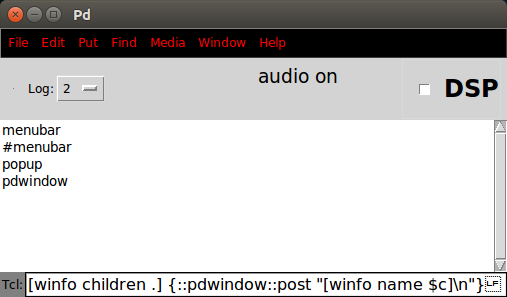 Pd
File Edit Put Find Media Window Help
Log: 2 audio on DSP
menubar
#menubar
popup
pdwindow
Tcl: [winfo children .] {::pdwindow::post "[winfo name $c]\n"}LF